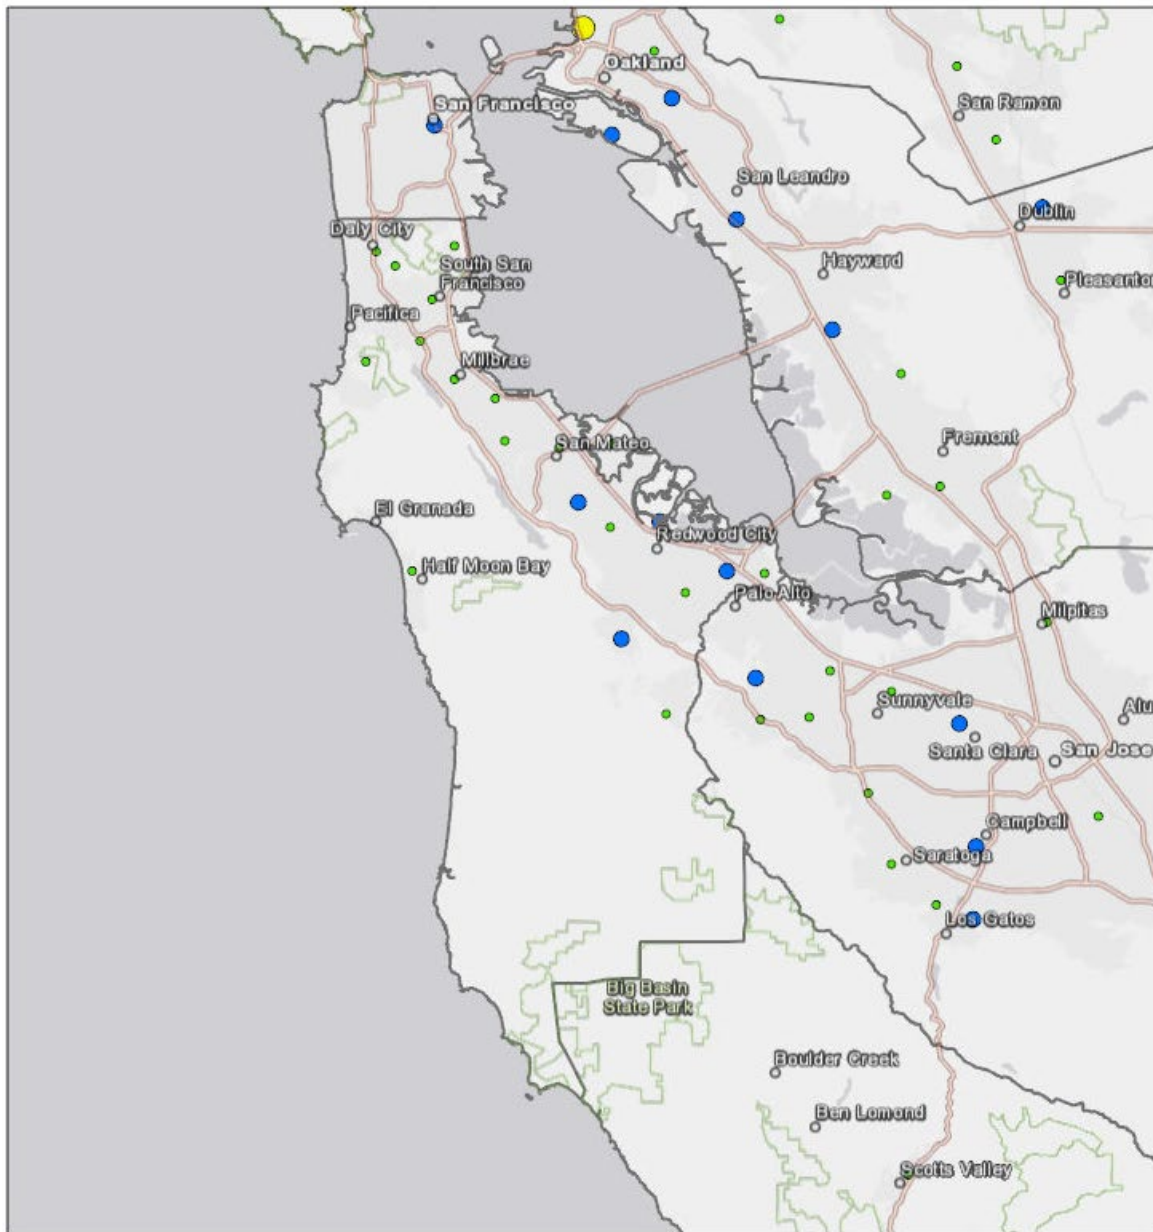 Oakland
San Francisco
San Ramon
San Leandro
Dublin
Daly City
South San
Francisco
Hayward
Pleasanton
Pacifica
Millbrae
San Mateo
Fremont
El Granada
Redwood City
Half Moon Bay
Palo Alto
Milpitas
Sunnyvale
Alu
Santa Clara
San Jose
Campbell
Saratoga
Los Gatos
Big Basin
State Park
Boulder Creek
Ben Lomond
Scotts Valley